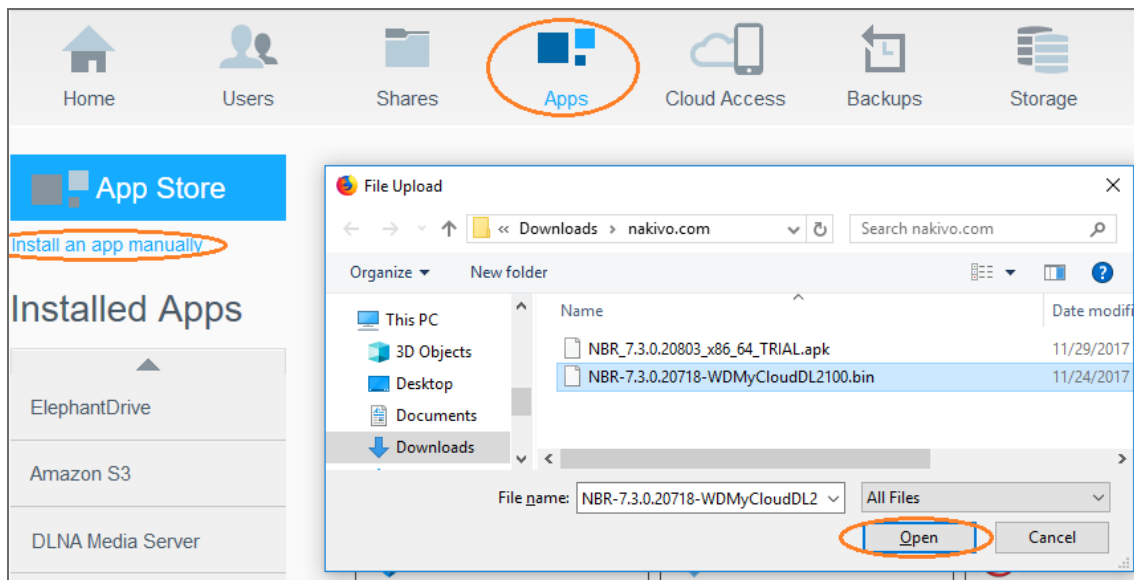 Home Users Shares Apps Cloud Access Backups Storage
App Store
Install an app manually
Installed Apps
ElephantDrive
Amazon S3
DLNA Media Server
File Upload
« Downloads › nakivo.com Search nakivo.com
Organize New folder
This PC
3D Objects
Desktop
Documents
Downloads
Name Date modifi
NBR_7.3.0.20803_x86_64_TRIAL.apk 11/29/2017
NBR-7.3.0.20718-WDMyCloudDL2100.bin 11/24/2017
File name: NBR-7.3.0.20718-WDMyCloudDL2 All Files
Open Cancel